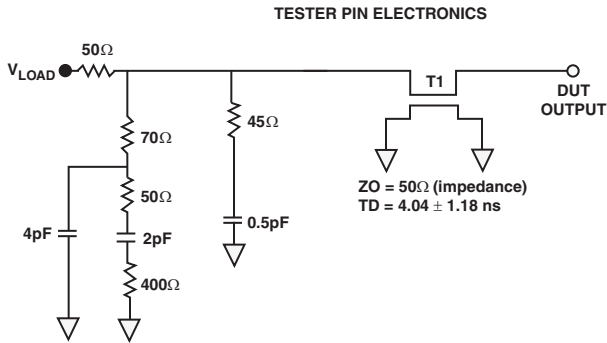 TESTER PIN ELECTRONICS
50Ω
VLOAD
T1
DUT
OUTPUT
70Ω
45Ω
50Ω
ZO = 50Ω (impedance)
TD = 4.04 ± 1.18 ns
4pF
2pF
0.5pF
400Ω